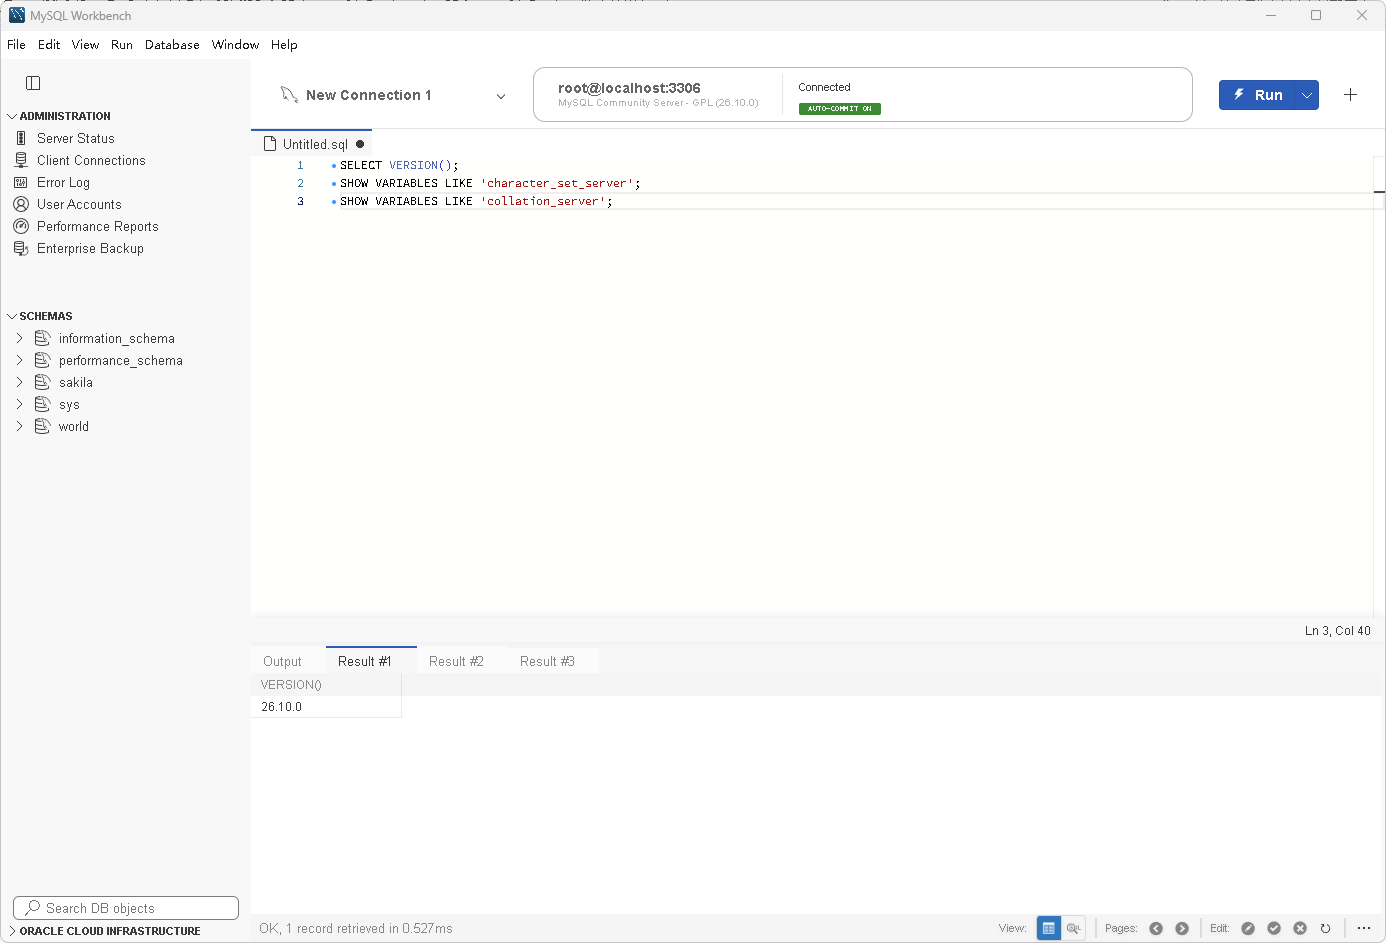 MySQL Workbench
File Edit View Run Database Window Help
New Connection 1
root@localhost:3306
MySQL Community Server - GPL (26.10.0)
Connected
AUTO-COMMIT ON
Run
ADMINISTRATION
Server Status
Client Connections
Error Log
User Accounts
Performance Reports
Enterprise Backup
SCHEMAS
information_schema
performance_schema
sakila
sys
world
Search DB objects
ORACLE CLOUD INFRASTRUCTURE
Untitled.sql
1 SELECT VERSION();
2 SHOW VARIABLES LIKE 'character_set_server';
3 SHOW VARIABLES LIKE 'collation_server';
Ln 3, Col 40
Output Result #1 Result #2 Result #3
VERSION()
26.10.0
OK, 1 record retrieved in 0.527ms
View: Pages: Edit: